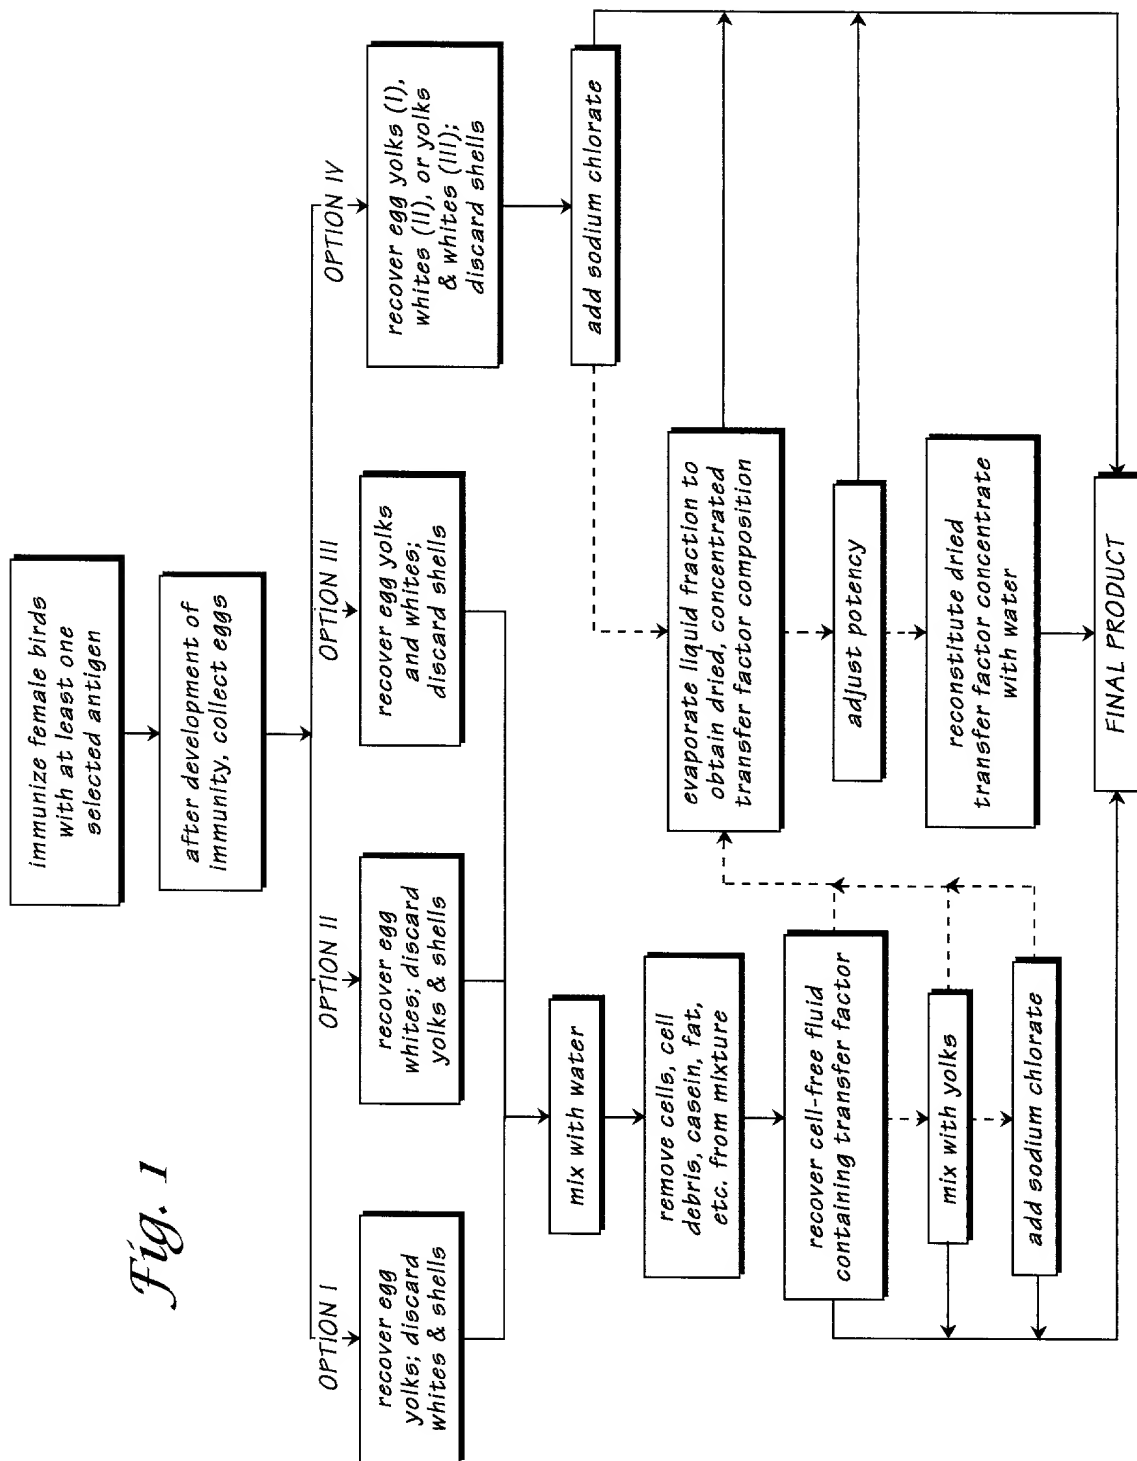 Fig. 1
immunize female birds
with at least one
selected antigen
after development of
immunity, collect eggs
OPTION I
recover egg
yolks; discard
whites & shells
OPTION II
recover egg
whites; discard
yolks & shells
OPTION III
recover egg yolks
and whites;
discard shells
OPTION IV
recover egg yolks (I),
whites (II), or yolks
& whites (III);
discard shells
mix with water
remove cells, cell
debris, casein, fat,
etc. from mixture
recover cell-free fluid
containing transfer factor
mix with yolks
add sodium chlorate
add sodium chlorate
evaporate liquid fraction to
obtain dried, concentrated
transfer factor composition
adjust potency
reconstitute dried
transfer factor concentrate
with water
FINAL PRODUCT